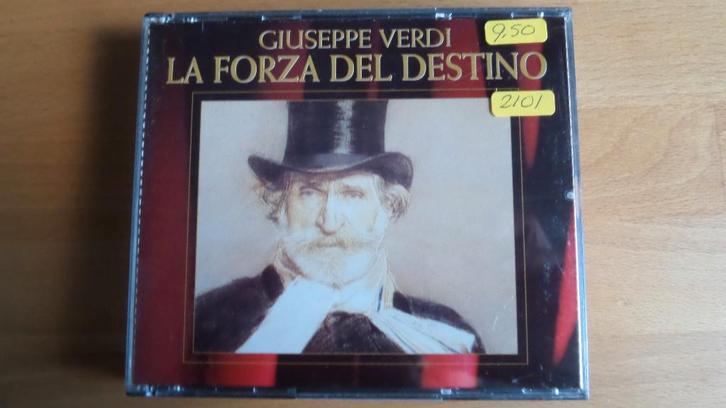 GIUSEPPE VERDI
LA FORZA DEL DESTINO
9,50
2101